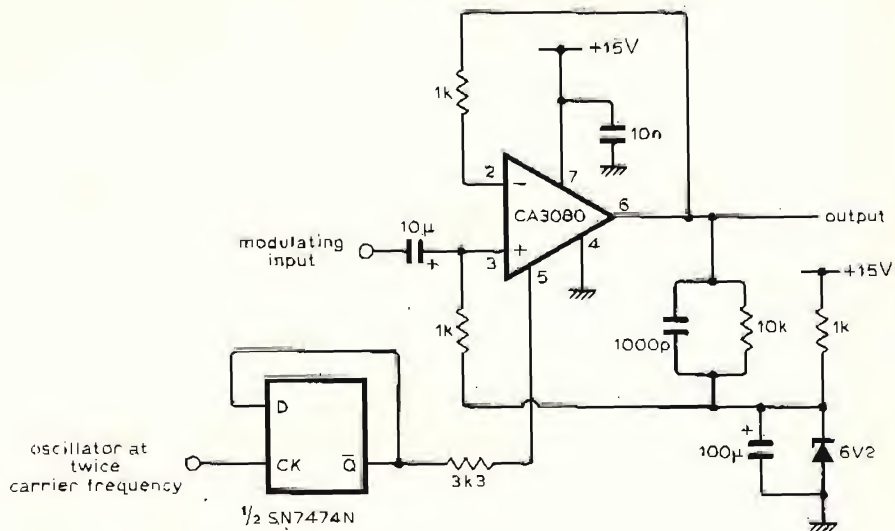 +15V
1k
10n
2
−
7
CA3080
6
output
10μ
modulating
input
+
+
3
4
5
+15V
1k
1000p
10k
1k
D
oscillator at
twice
carrier frequency
CK
Q̅
3k3
+
100μ
6V2
1/2 SN7474N